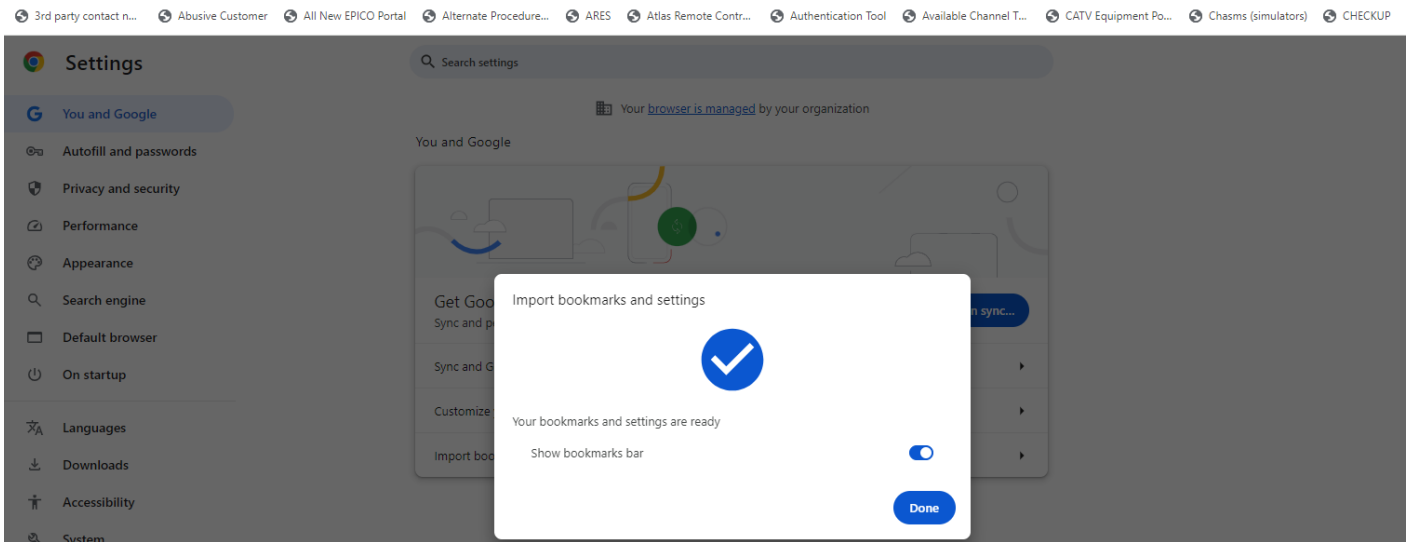 3rd party contact n... Abusive Customer All New EPICO Portal Alternate Procedure... ARES Atlas Remote Contr... Authentication Tool Available Channel T... CATV Equipment Po... Chasms (simulators) CHECKUP
Settings
Search settings
You and Google
Autofill and passwords
Privacy and security
Performance
Appearance
Search engine
Default browser
On startup
Languages
Downloads
Accessibility
System
Your browser is managed by your organization
You and Google
Get Goo
Sync and p
n sync...
Sync and G
Customize
Import boo
Import bookmarks and settings
Your bookmarks and settings are ready
Show bookmarks bar
Done